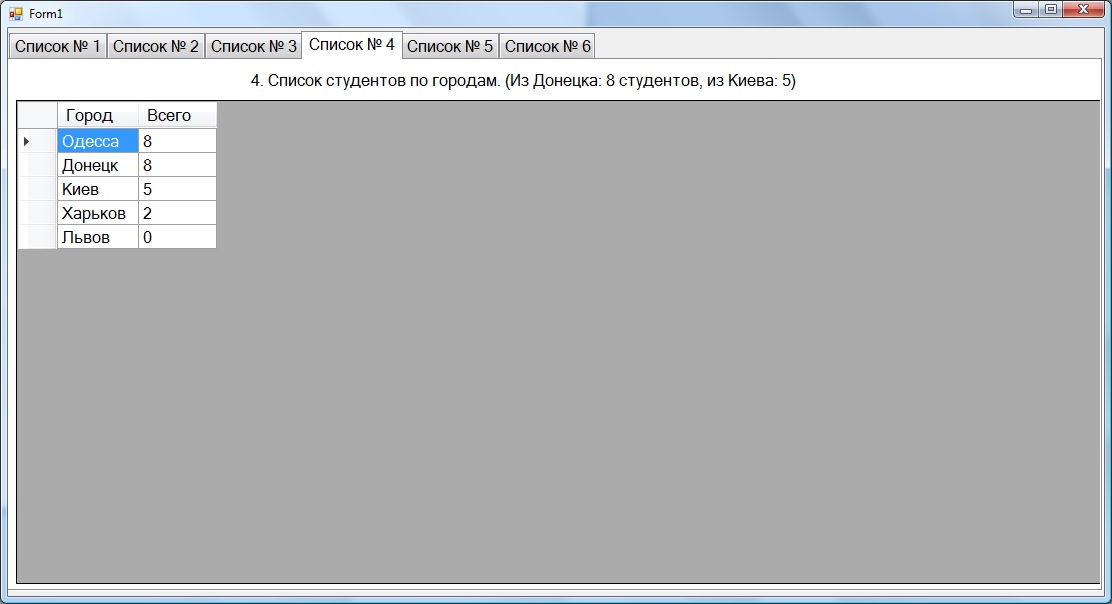 Form1
Список № 1 Список № 2 Список № 3 Список № 4 Список № 5 Список № 6
4. Список студентов по городам. (Из Донецка: 8 студентов, из Киева: 5)
Город Всего
Одесса 8
Донецк 8
Киев 5
Харьков 2
Львов 0